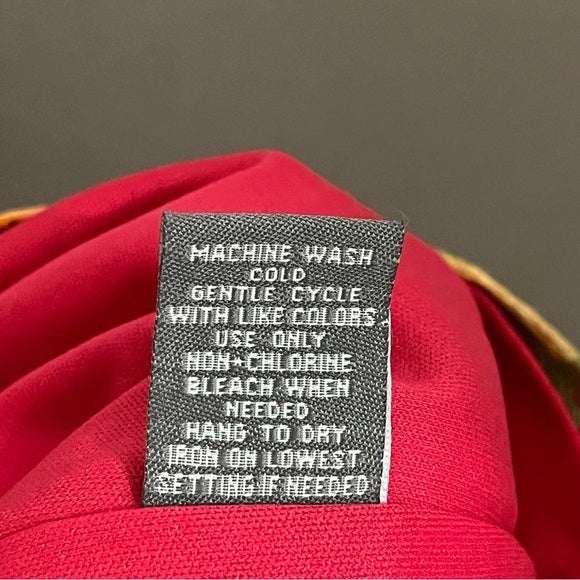 MACHINE WASH
COLD
GENTLE CYCLE
WITH LIKE COLORS
USE ONLY
NON-CHLORINE
BLEACH WHEN
NEEDED
HANG TO DRY
IRON ON LOWEST
SETTING IF NEEDED